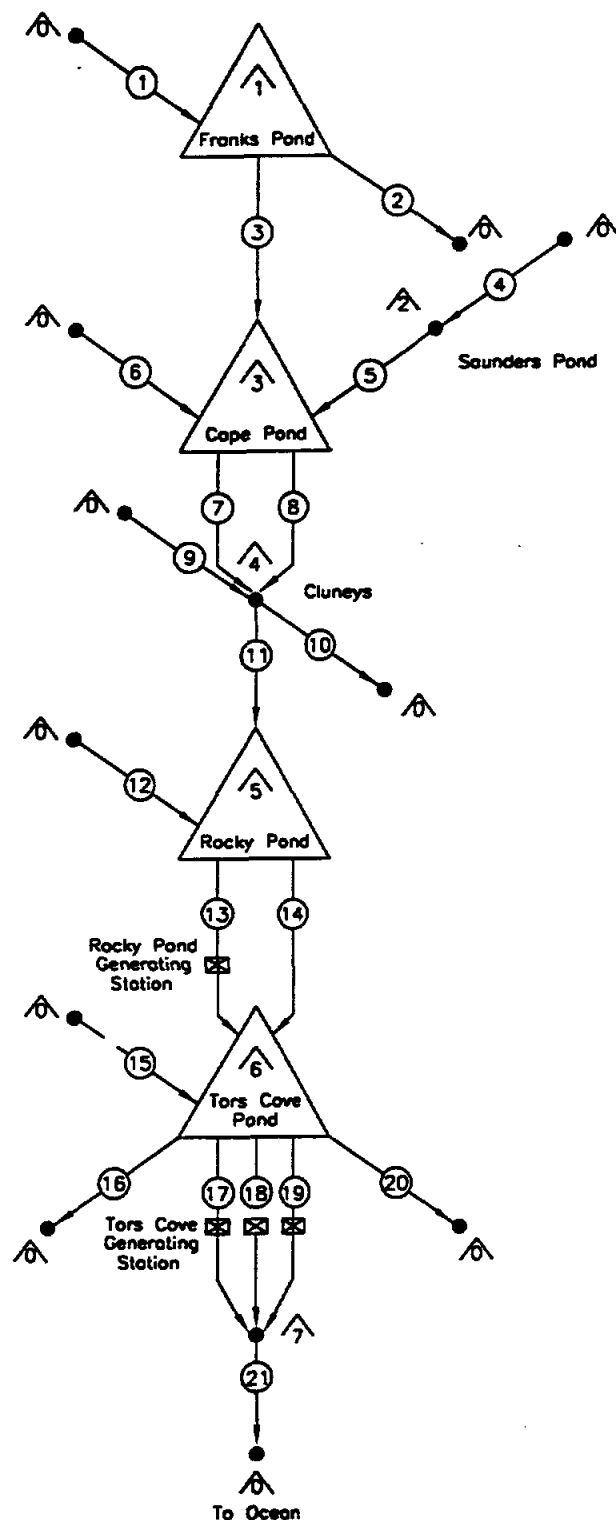 0
1
1
Franks Pond
2
0
3
0
4
2
0
6
5
Saunders Pond
3
Cape Pond
7
8
0
9
4
Cluneys
10
11
0
0
12
5
Rocky Pond
13
14
Rocky Pond
Generating
Station
0
15
6
Tors Cove
Pond
16
17
18
19
20
0
Tors Cove
Generating
Station
0
7
21
0
To Ocean